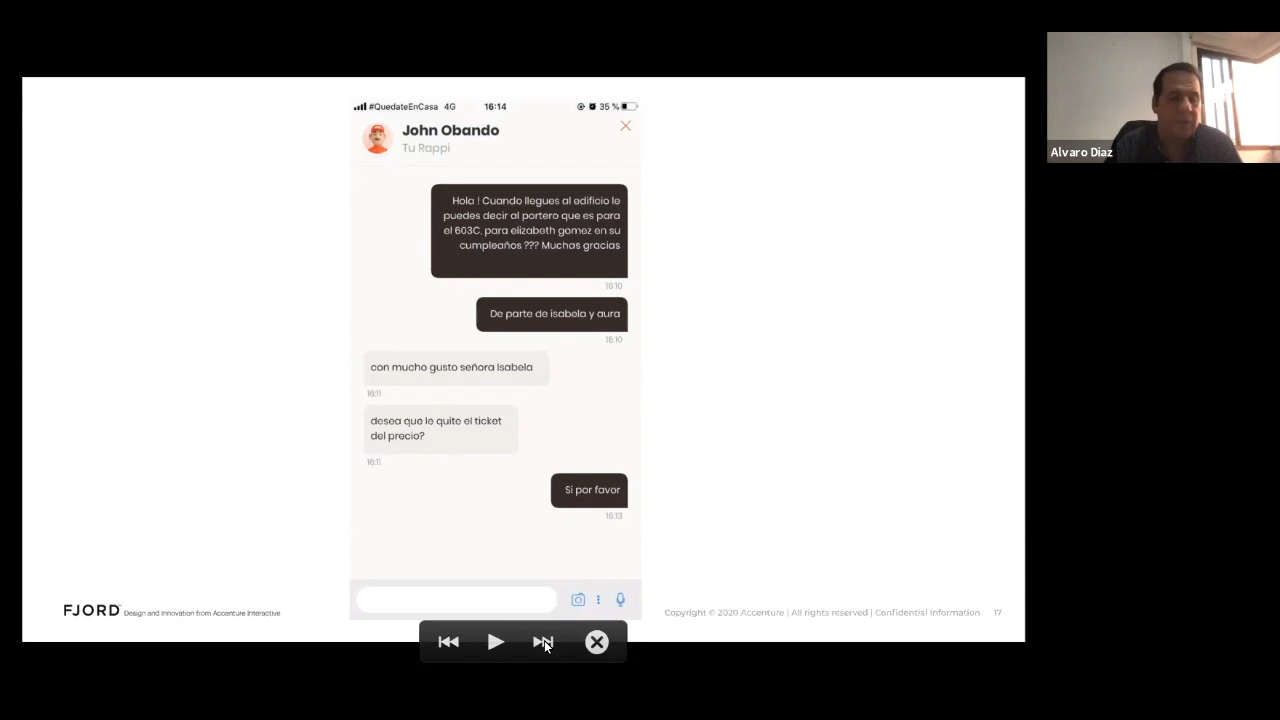 #QuedateEnCasa 4G 16:14 35 %
John Obando
Tu Rappi
Hola ! Cuando llegues al edificio le
puedes decir al portero que es para
el 603C, para elizabeth gomez en su
cumpleaños ??? Muchas gracias
16:10
De parte de isabela y aura
16:10
con mucho gusto señora Isabela
16:11
desea que le quite el ticket
del precio?
16:11
Si por favor
16:13
FJORD Design and Innovation from Accenture Interactive
Copyright © 2020 Accenture | All rights reserved | Confidential Information 17
Alvaro Diaz